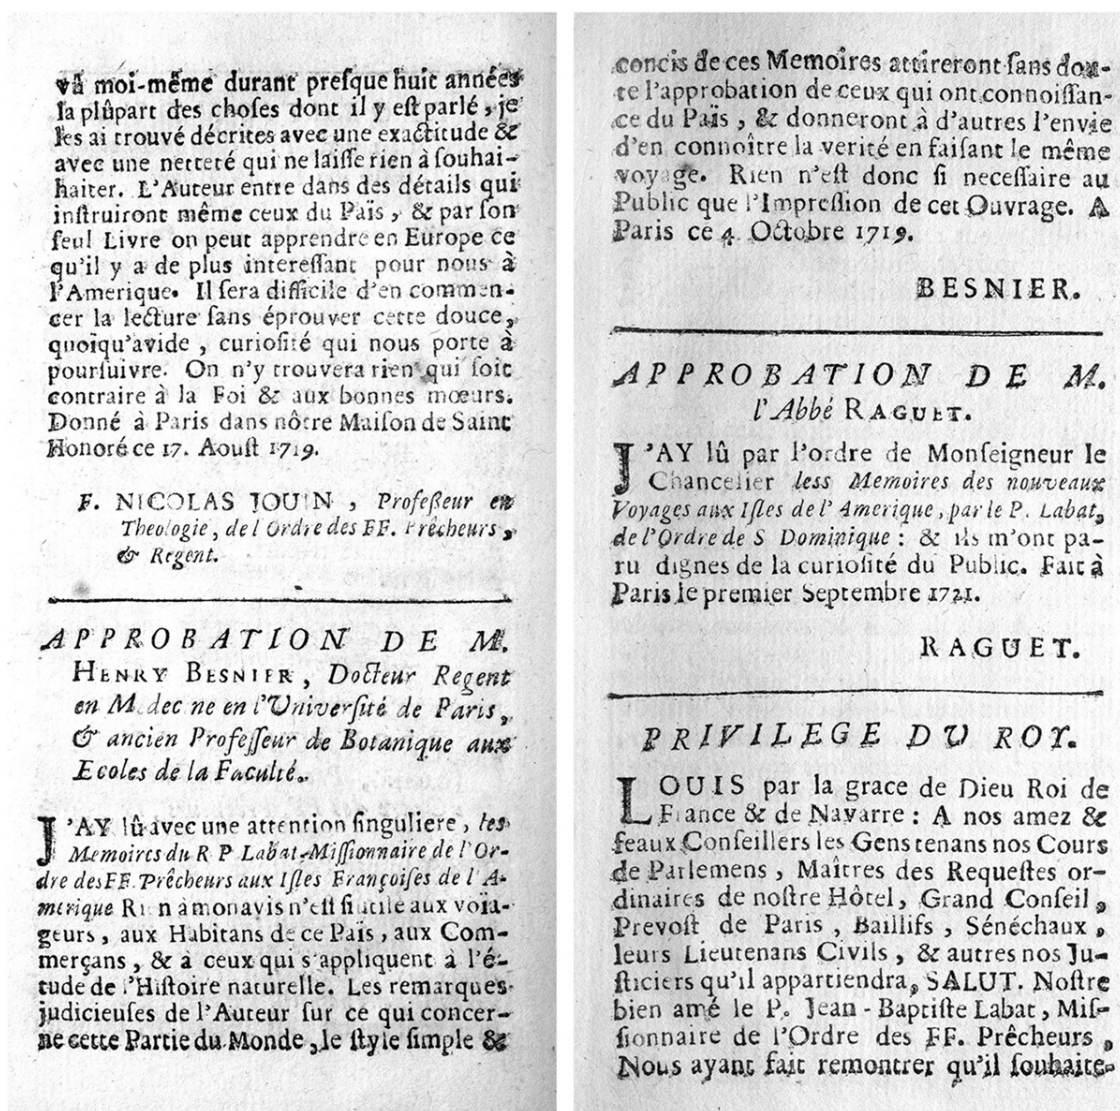 vû moi-même durant preſque huit années
la plûpart des choſes dont il y eſt parlé, je
les ai trouvé décrites avec une exactitude &
avec une netteté qui ne laiſſe rien à ſouhai-
haiter. L'Auteur entre dans des détails qui
inſtruiront même ceux du Païs, & par ſon
ſeul Livre on peut apprendre en Europe ce
qu'il y a de plus intereſſant pour nous à
l'Amerique. Il ſera difficile d'en commen-
cer la lecture ſans éprouver cette douce,
quoiqu'avide, curioſité qui nous porte à
pourſuivre. On n'y trouvera rien qui ſoit
contraire à la Foi & aux bonnes mœurs.
Donné à Paris dans nôtre Maiſon de Saint
Honoré ce 17. Aouſt 1719.
F. NICOLAS JOUIN, Profeßeur en
Theologie, de l Ordre des FF. Prêcheurs,
& Regent.
APPROBATION DE M.
HENRY BESNIER, Docteur Regent
en M dec ne en l'Univerſité de Paris,
& ancien Profeſſeur de Botanique aux
Ecoles de la Faculté.
J'AY lû avec une attention ſinguliere, les
Memoires du R P Labat, Miſſionnaire de l'Or-
dre des FF. Prêcheurs aux Iſles Françoiſes de l'A-
merique Ri n à mon avis n'eſt ſi utile aux voia-
geurs, aux Habitans de ce Païs, aux Com-
merçans, & à ceux qui s'appliquent à l'é-
tude de l'Hiſtoire naturelle. Les remarques
judicieuſes de l'Auteur ſur ce qui concer-
ne cette Partie du Monde, le ſtyle ſimple &
concis de ces Memoires attireront ſans dou-
te l'approbation de ceux qui ont connoiſſan-
ce du Païs, & donneront à d'autres l'envie
d'en connoître la verité en faiſant le même
voyage. Rien n'eſt donc ſi neceſſaire au
Public que l'Impreſſion de cet Ouvrage. A
Paris ce 4. Octobre 1719.
BESNIER.
APPROBATION DE M.
l'Abbé RAGUET.
J'AY lû par l'ordre de Monſeigneur le
Chancelier less Memoires des nouveaux
Voyages aux Iſles de l'Amerique, par le P. Labat,
de l'Ordre de S Dominique: & ils m'ont pa-
ru dignes de la curioſité du Public. Fait à
Paris le premier Septembre 1721.
RAGUET.
PRIVILEGE DU ROY.
LOUIS par la grace de Dieu Roi de
France & de Navarre: A nos amez &
feaux Conſeillers les Gens tenans nos Cours
de Parlemens, Maîtres des Requeſtes or-
dinaires de noſtre Hôtel, Grand Conſeil,
Prevoſt de Paris, Baillifs, Sénéchaux,
leurs Lieutenans Civils, & autres nos Ju-
ſticiers qu'il appartiendra, SALUT. Noſtre
bien amé le P. Jean-Baptiſte Labat, Miſ-
ſionnaire de l'Ordre des FF. Prêcheurs,
Nous ayant fait remontrer qu'il ſouhaite-